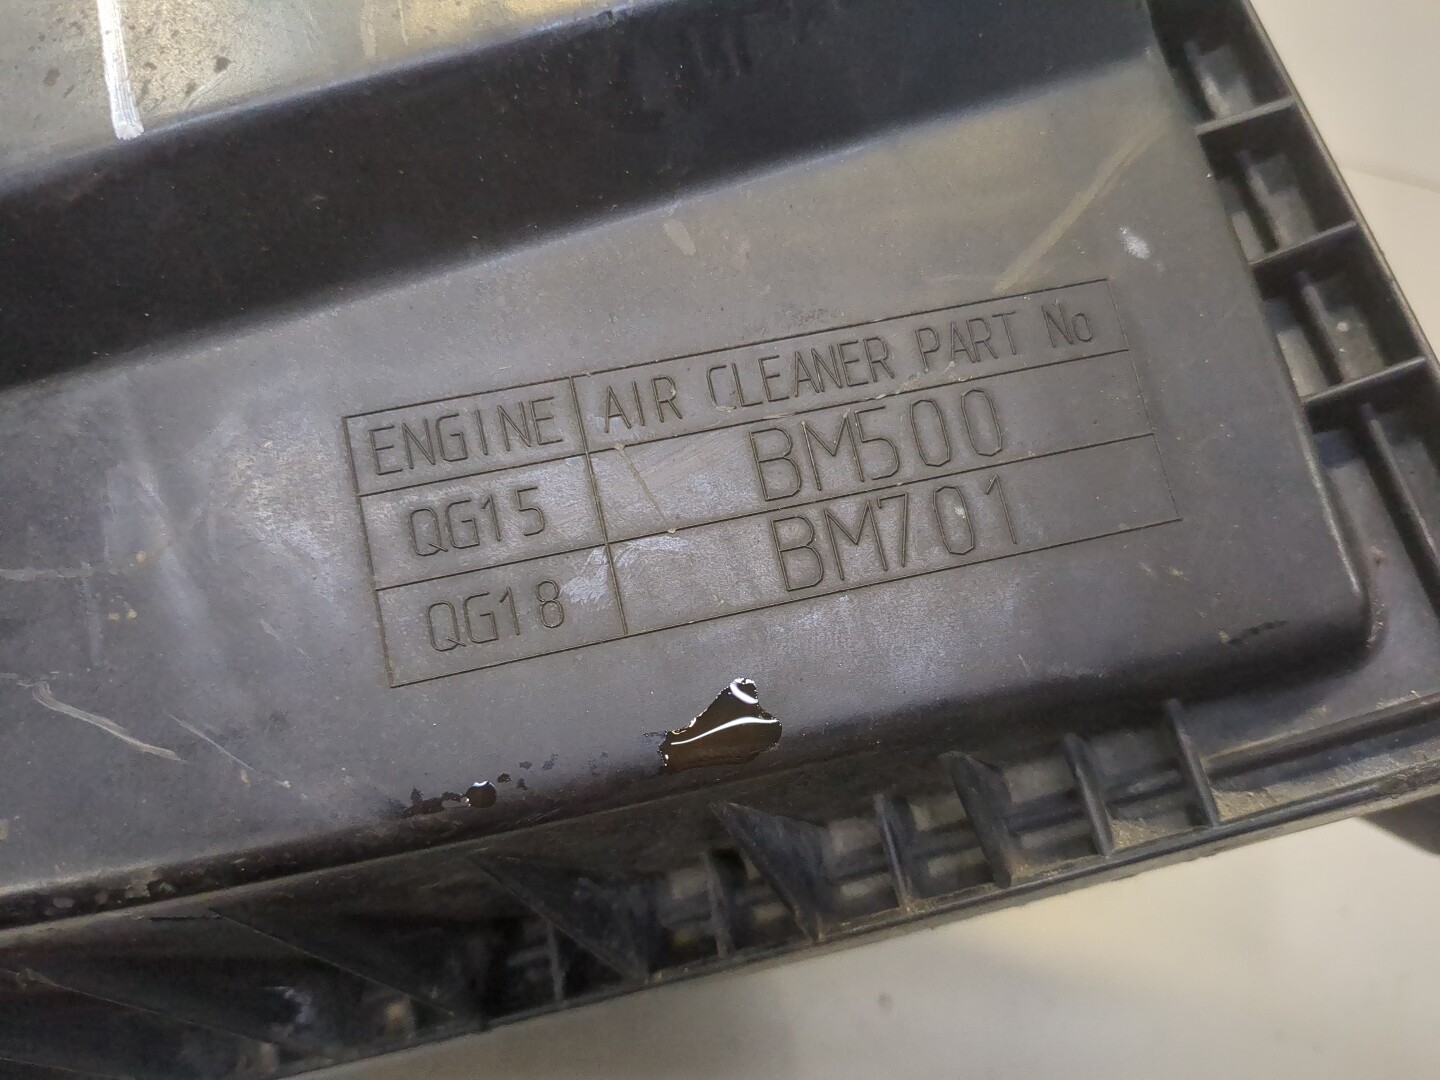 ENGINE AIR CLEANER PART No
QG15 BM500
QG18 BM701